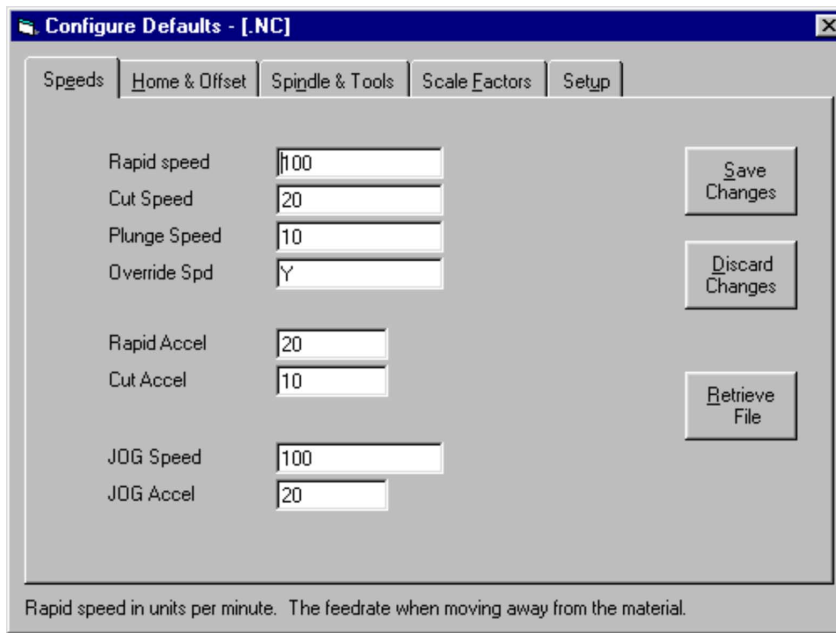 Configure Defaults - [.NC]
Speeds Home & Offset Spindle & Tools Scale Factors Setup
Rapid speed 100
Cut Speed 20
Plunge Speed 10
Override Spd Y
Rapid Accel 20
Cut Accel 10
JOG Speed 100
JOG Accel 20
Save
Changes
Discard
Changes
Retrieve
File
Rapid speed in units per minute.  The feedrate when moving away from the material.